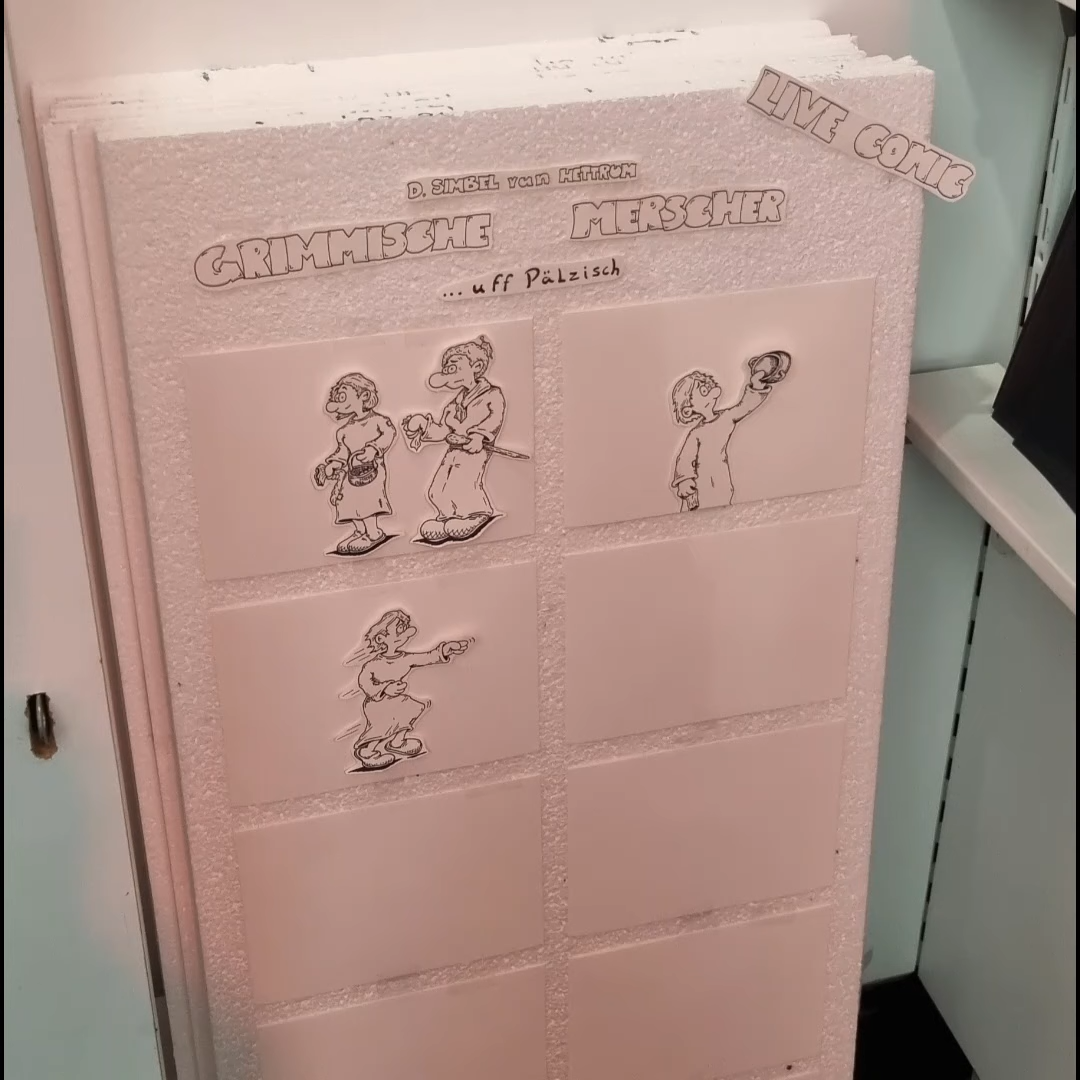 LIVE COMIC
D. SIMBEL vun HETTRUM
GRIMMISCHE MERSCHER
...uff PÄLzisch